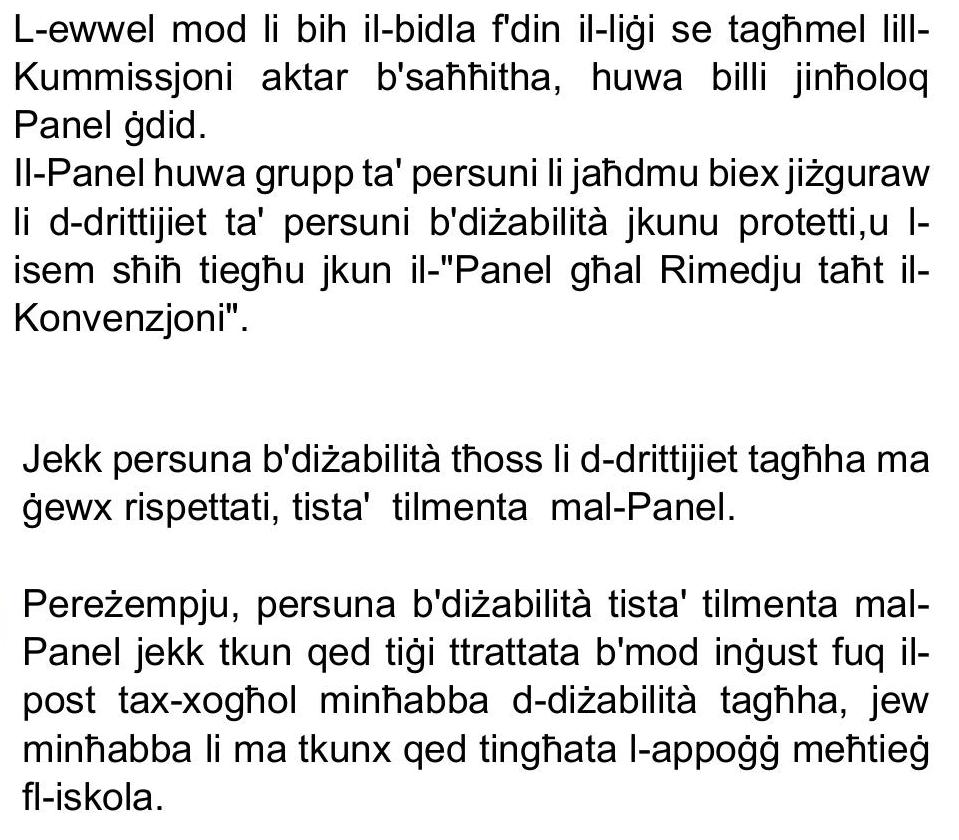 L-ewwel mod li bih il-bidla f'din il-liġi se tagħmel lill-
Kummissjoni aktar b'saħħitha, huwa billi jinħoloq
Panel ġdid.
Il-Panel huwa grupp ta' persuni li jaħdmu biex jiżguraw
li d-drittijiet ta' persuni b'diżabilità jkunu protetti,u l-
isem sħiħ tiegħu jkun il-"Panel għal Rimedju taħt il-
Konvenzjoni".
Jekk persuna b'diżabilità tħoss li d-drittijiet tagħha ma
ġewx rispettati, tista' tilmenta mal-Panel.
Pereżempju, persuna b'diżabilità tista' tilmenta mal-
Panel jekk tkun qed tiġi ttrattata b'mod inġust fuq il-
post tax-xogħol minħabba d-diżabilità tagħha, jew
minħabba li ma tkunx qed tingħata l-appoġġ meħtieġ
fl-iskola.